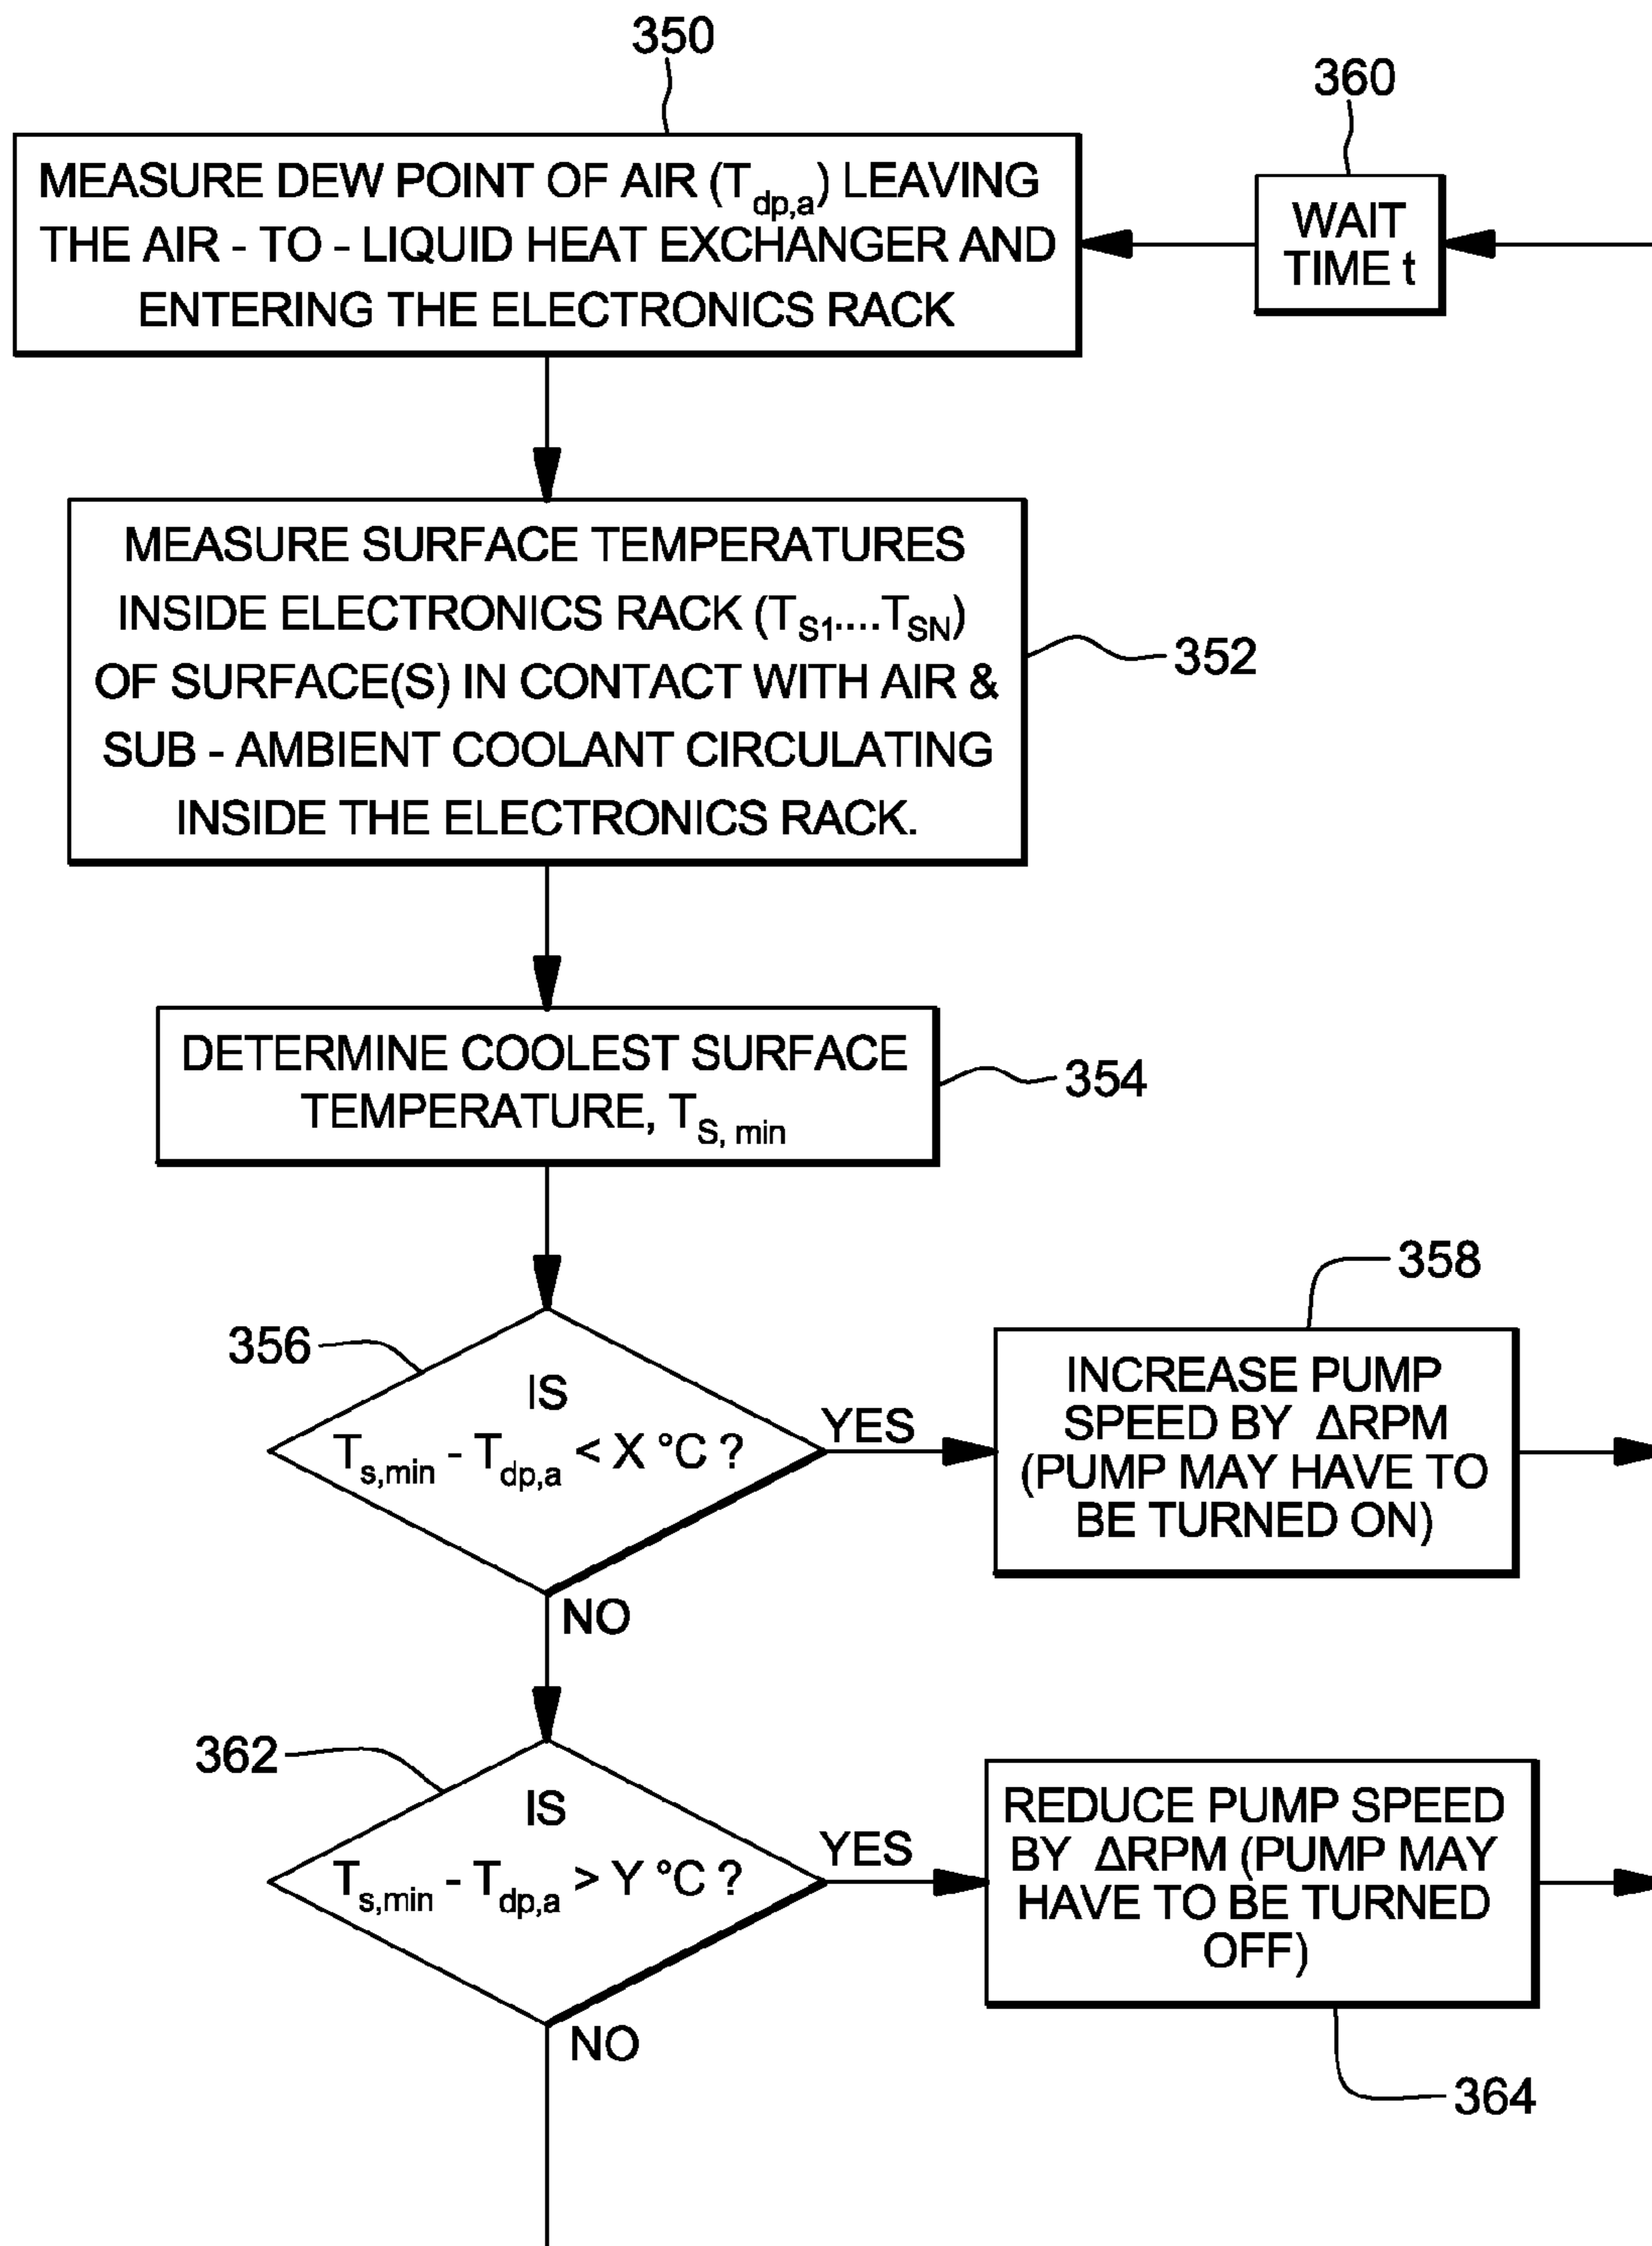 350
MEASURE DEW POINT OF AIR (Tdp,a) LEAVING
THE AIR - TO - LIQUID HEAT EXCHANGER AND
ENTERING THE ELECTRONICS RACK
360
WAIT
TIME t
MEASURE SURFACE TEMPERATURES
INSIDE ELECTRONICS RACK (TS1....TSN)
OF SURFACE(S) IN CONTACT WITH AIR &
SUB - AMBIENT COOLANT CIRCULATING
INSIDE THE ELECTRONICS RACK.
352
DETERMINE COOLEST SURFACE
TEMPERATURE, TS, min
354
356
IS
Ts,min - Tdp,a < X °C ?
YES
NO
358
INCREASE PUMP
SPEED BY ΔRPM
(PUMP MAY HAVE TO
BE TURNED ON)
362
IS
Ts,min - Tdp,a > Y °C ?
YES
NO
REDUCE PUMP SPEED
BY ΔRPM (PUMP MAY
HAVE TO BE TURNED
OFF)
364